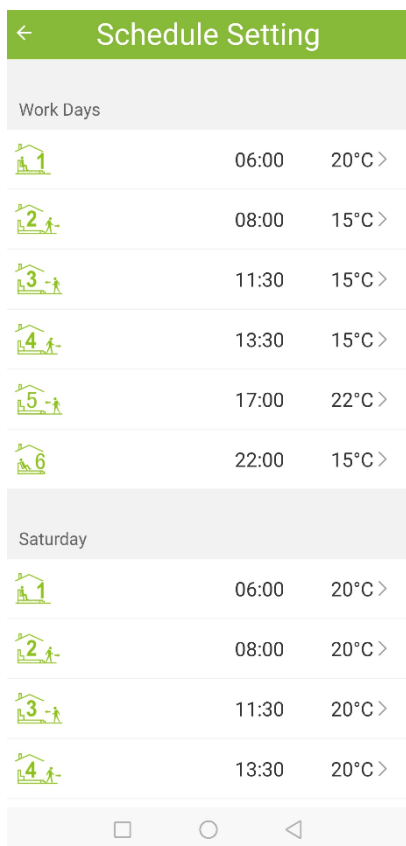 Schedule Setting
Work Days
1 06:00 20°C
2 08:00 15°C
3 11:30 15°C
4 13:30 15°C
5 17:00 22°C
6 22:00 15°C
Saturday
1 06:00 20°C
2 08:00 20°C
3 11:30 20°C
4 13:30 20°C